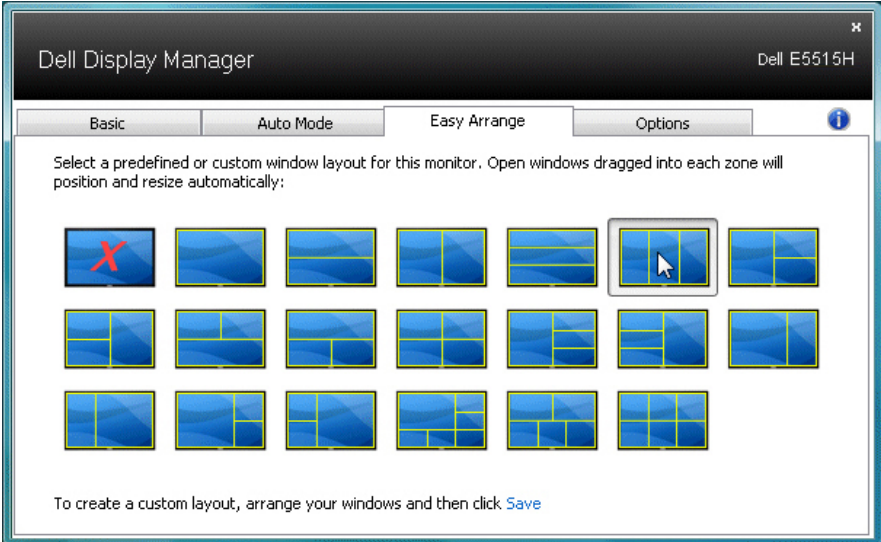 x
Dell Display Manager
Dell E5515H
Basic
Auto Mode
Easy Arrange
Options
i
Select a predefined or custom window layout for this monitor. Open windows dragged into each zone will
position and resize automatically:
X
To create a custom layout, arrange your windows and then click Save